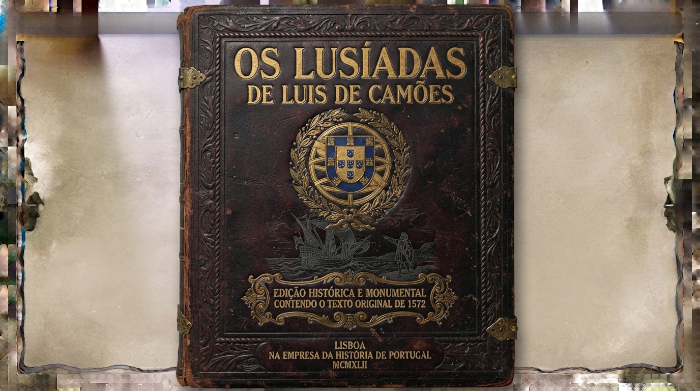 OS LUSÍADAS
DE LUIS DE CAMÕES
EDIÇÃO HISTÓRICA E MONUMENTAL
CONTENDO O TEXTO ORIGINAL DE 1572
LISBOA
NA EMPRESA DA HISTÓRIA DE PORTUGAL
MCMXLII